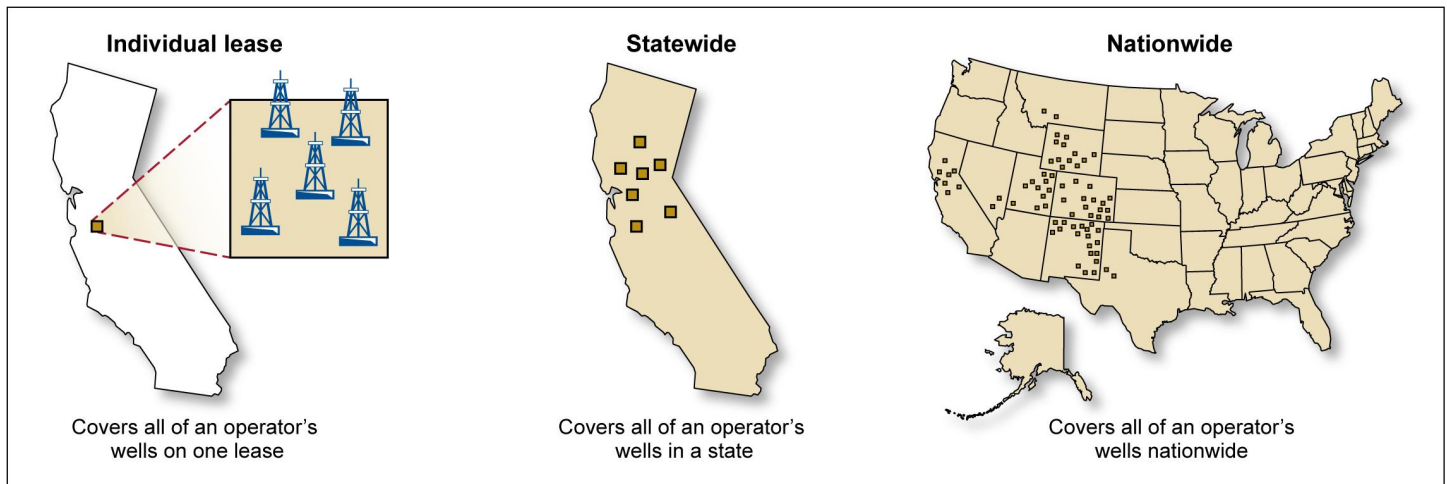 Individual lease
Covers all of an operator's
wells on one lease
Statewide
Covers all of an operator's
wells in a state
Nationwide
Covers all of an operator's
wells nationwide